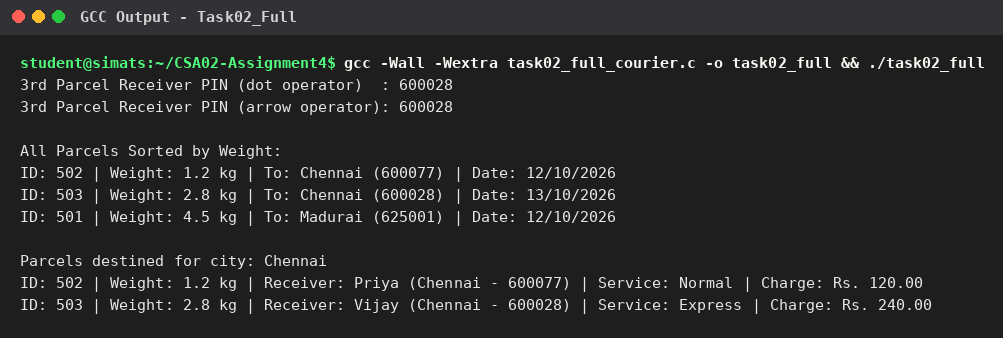 GCC Output - Task02_Full
student@simats:~/CSA02-Assignment4$ gcc -Wall -Wextra task02_full_courier.c -o task02_full && ./task02_full
3rd Parcel Receiver PIN (dot operator)  : 600028
3rd Parcel Receiver PIN (arrow operator): 600028
All Parcels Sorted by Weight:
ID: 502 | Weight: 1.2 kg | To: Chennai (600077) | Date: 12/10/2026
ID: 503 | Weight: 2.8 kg | To: Chennai (600028) | Date: 13/10/2026
ID: 501 | Weight: 4.5 kg | To: Madurai (625001) | Date: 12/10/2026
Parcels destined for city: Chennai
ID: 502 | Weight: 1.2 kg | Receiver: Priya (Chennai - 600077) | Service: Normal | Charge: Rs. 120.00
ID: 503 | Weight: 2.8 kg | Receiver: Vijay (Chennai - 600028) | Service: Express | Charge: Rs. 240.00